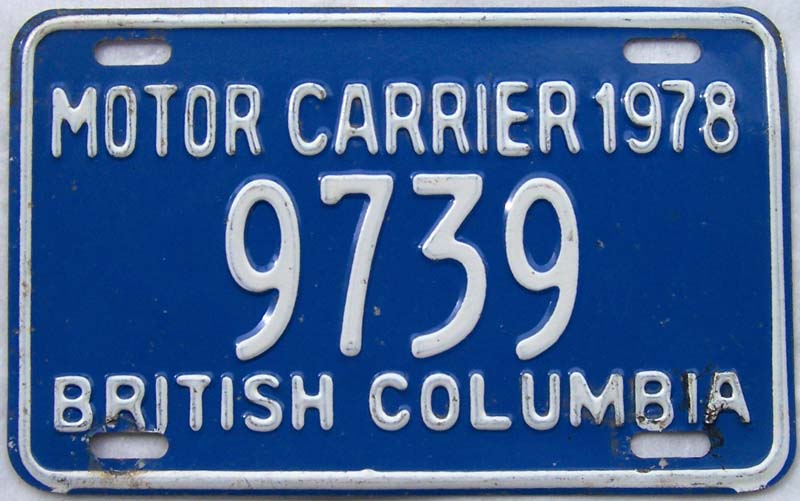 MOTOR CARRIER 1978
9739
BRITISH COLUMBIA